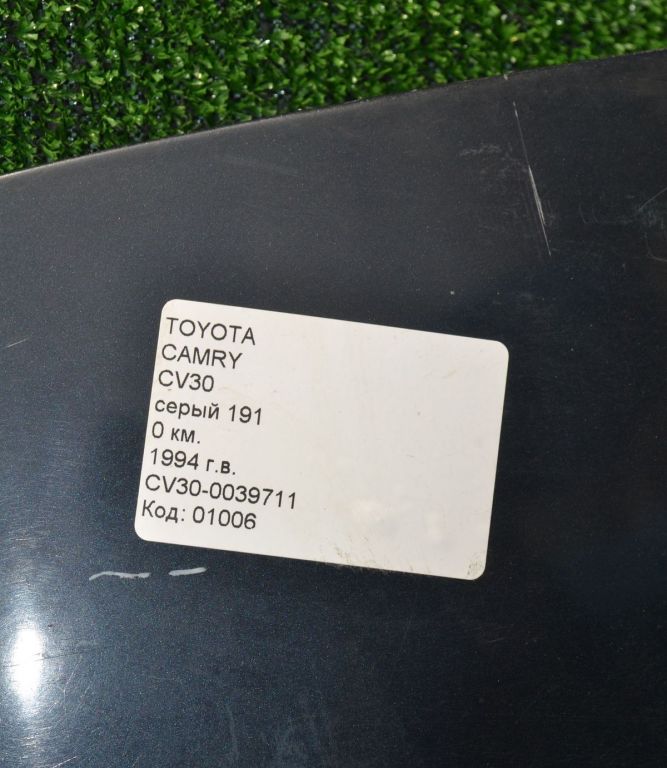 TOYOTA
CAMRY
CV30
серый 191
0 км.
1994 г.в.
CV30-0039711
Код: 01006